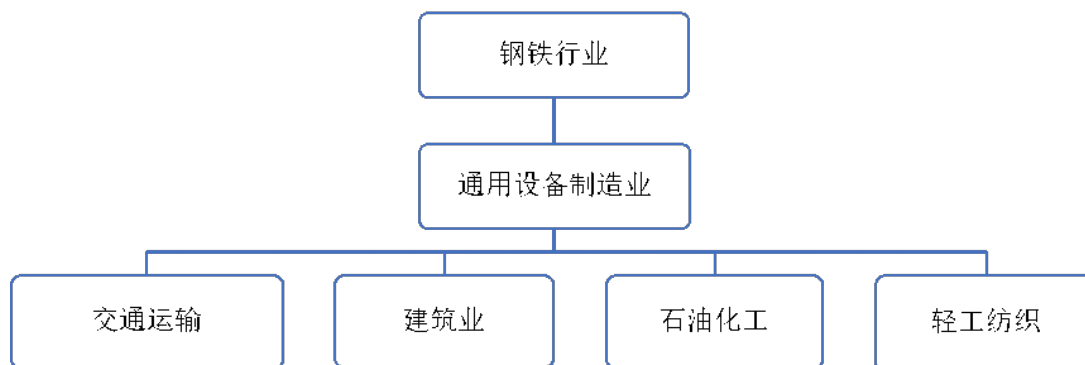 钢铁行业
通用设备制造业
交通运输
建筑业
石油化工
轻工纺织